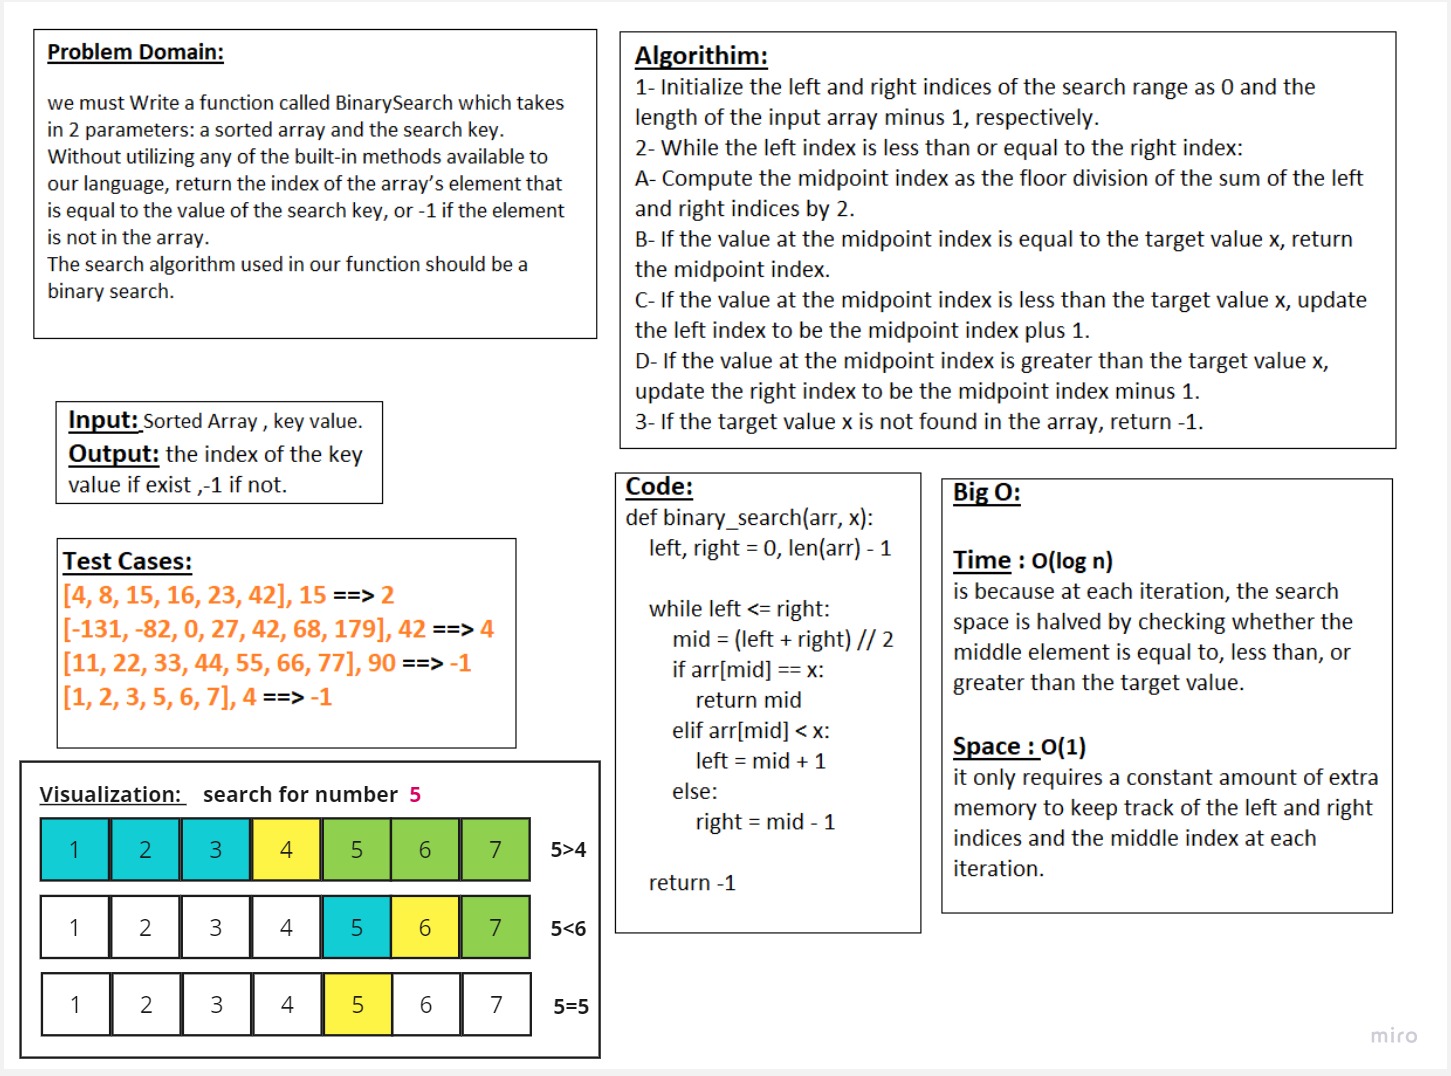 Problem Domain:
we must Write a function called BinarySearch which takes
in 2 parameters: a sorted array and the search key.
Without utilizing any of the built-in methods available to
our language, return the index of the array’s element that
is equal to the value of the search key, or -1 if the element
is not in the array.
The search algorithm used in our function should be a
binary search.
Input: Sorted Array , key value.
Output: the index of the key
value if exist ,-1 if not.
Test Cases:
[4, 8, 15, 16, 23, 42], 15 ==> 2
[-131, -82, 0, 27, 42, 68, 179], 42 ==> 4
[11, 22, 33, 44, 55, 66, 77], 90 ==> -1
[1, 2, 3, 5, 6, 7], 4 ==> -1
Visualization: search for number 5
1 2 3 4 5 6 7 5>4
1 2 3 4 5 6 7 5<6
1 2 3 4 5 6 7 5=5
Algorithim:
1- Initialize the left and right indices of the search range as 0 and the
length of the input array minus 1, respectively.
2- While the left index is less than or equal to the right index:
A- Compute the midpoint index as the floor division of the sum of the left
and right indices by 2.
B- If the value at the midpoint index is equal to the target value x, return
the midpoint index.
C- If the value at the midpoint index is less than the target value x, update
the left index to be the midpoint index plus 1.
D- If the value at the midpoint index is greater than the target value x,
update the right index to be the midpoint index minus 1.
3- If the target value x is not found in the array, return -1.
Code:
def binary_search(arr, x):
left, right = 0, len(arr) - 1
while left <= right:
mid = (left + right) // 2
if arr[mid] == x:
return mid
elif arr[mid] < x:
left = mid + 1
else:
right = mid - 1
return -1
Big O:
Time : O(log n)
is because at each iteration, the search
space is halved by checking whether the
middle element is equal to, less than, or
greater than the target value.
Space : O(1)
it only requires a constant amount of extra
memory to keep track of the left and right
indices and the middle index at each
iteration.
miro